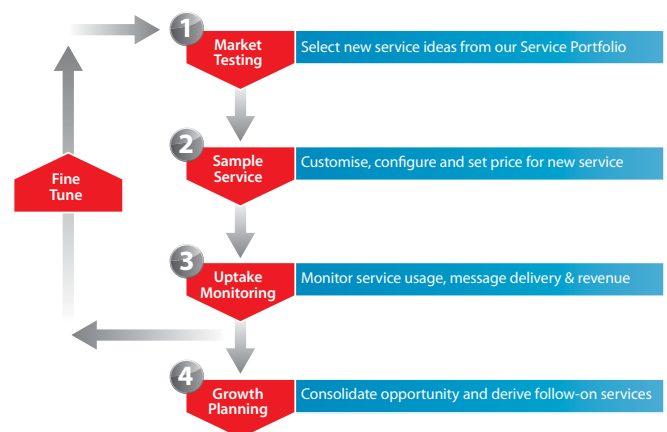 1
Market
Testing
Select new service ideas from our Service Portfolio
2
Sample
Service
Customise, configure and set price for new service
Fine
Tune
3
Uptake
Monitoring
Monitor service usage, message delivery & revenue
4
Growth
Planning
Consolidate opportunity and derive follow-on services